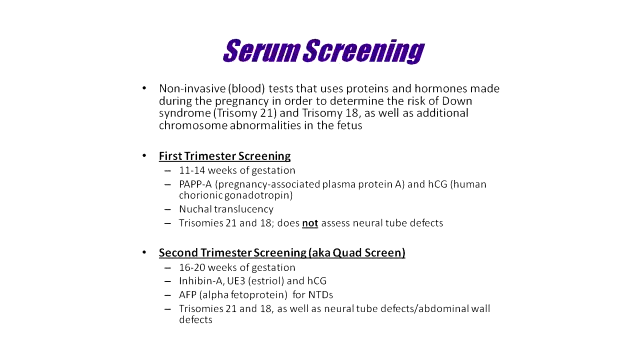 Serum Screening
• Non-invasive (blood) tests that uses proteins and hormones made
during the pregnancy in order to determine the risk of Down
syndrome (Trisomy 21) and Trisomy 18, as well as additional
chromosome abnormalities in the fetus
• First Trimester Screening
– 11-14 weeks of gestation
– PAPP-A (pregnancy-associated plasma protein A) and hCG (human
chorionic gonadotropin)
– Nuchal translucency
– Trisomies 21 and 18; does not assess neural tube defects
• Second Trimester Screening (aka Quad Screen)
– 16-20 weeks of gestation
– Inhibin-A, UE3 (estriol) and hCG
– AFP (alpha fetoprotein) for NTDs
– Trisomies 21 and 18, as well as neural tube defects/abdominal wall
defects